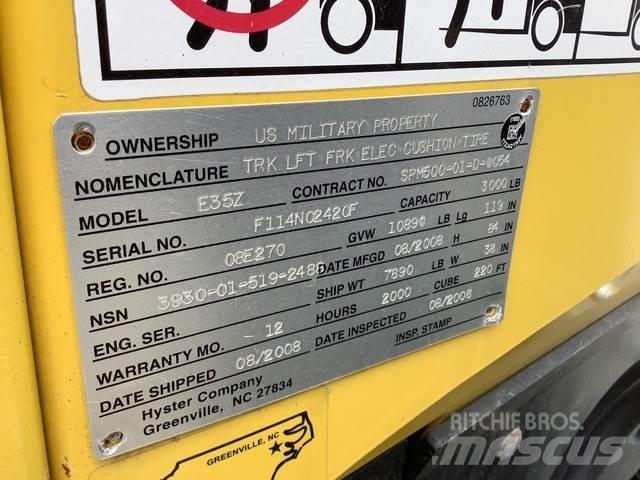 0826763
OWNERSHIP US MILITARY PROPERTY
NOMENCLATURE TRK LFT FRK ELEC CUSHION TIRE
MODEL E35Z CONTRACT NO. SPM500-01-D-0054
SERIAL NO. F114N02420F CAPACITY 3000 LB
REG. NO. 08E270 GVW 10890 LB Lg 119 IN
NSN 3930-01-519-2486 DATE MFGD 08/2008 H 84 IN
ENG. SER. SHIP WT 7890 LB W 38 IN
WARRANTY MO. 12 HOURS 2000 CUBE 220 FT
DATE SHIPPED 08/2008 DATE INSPECTED 08/2008
INSP. STAMP
Hyster Company
Greenville, NC 27834
GREENVILLE, NC
RITCHIE BROS.
MASCUS